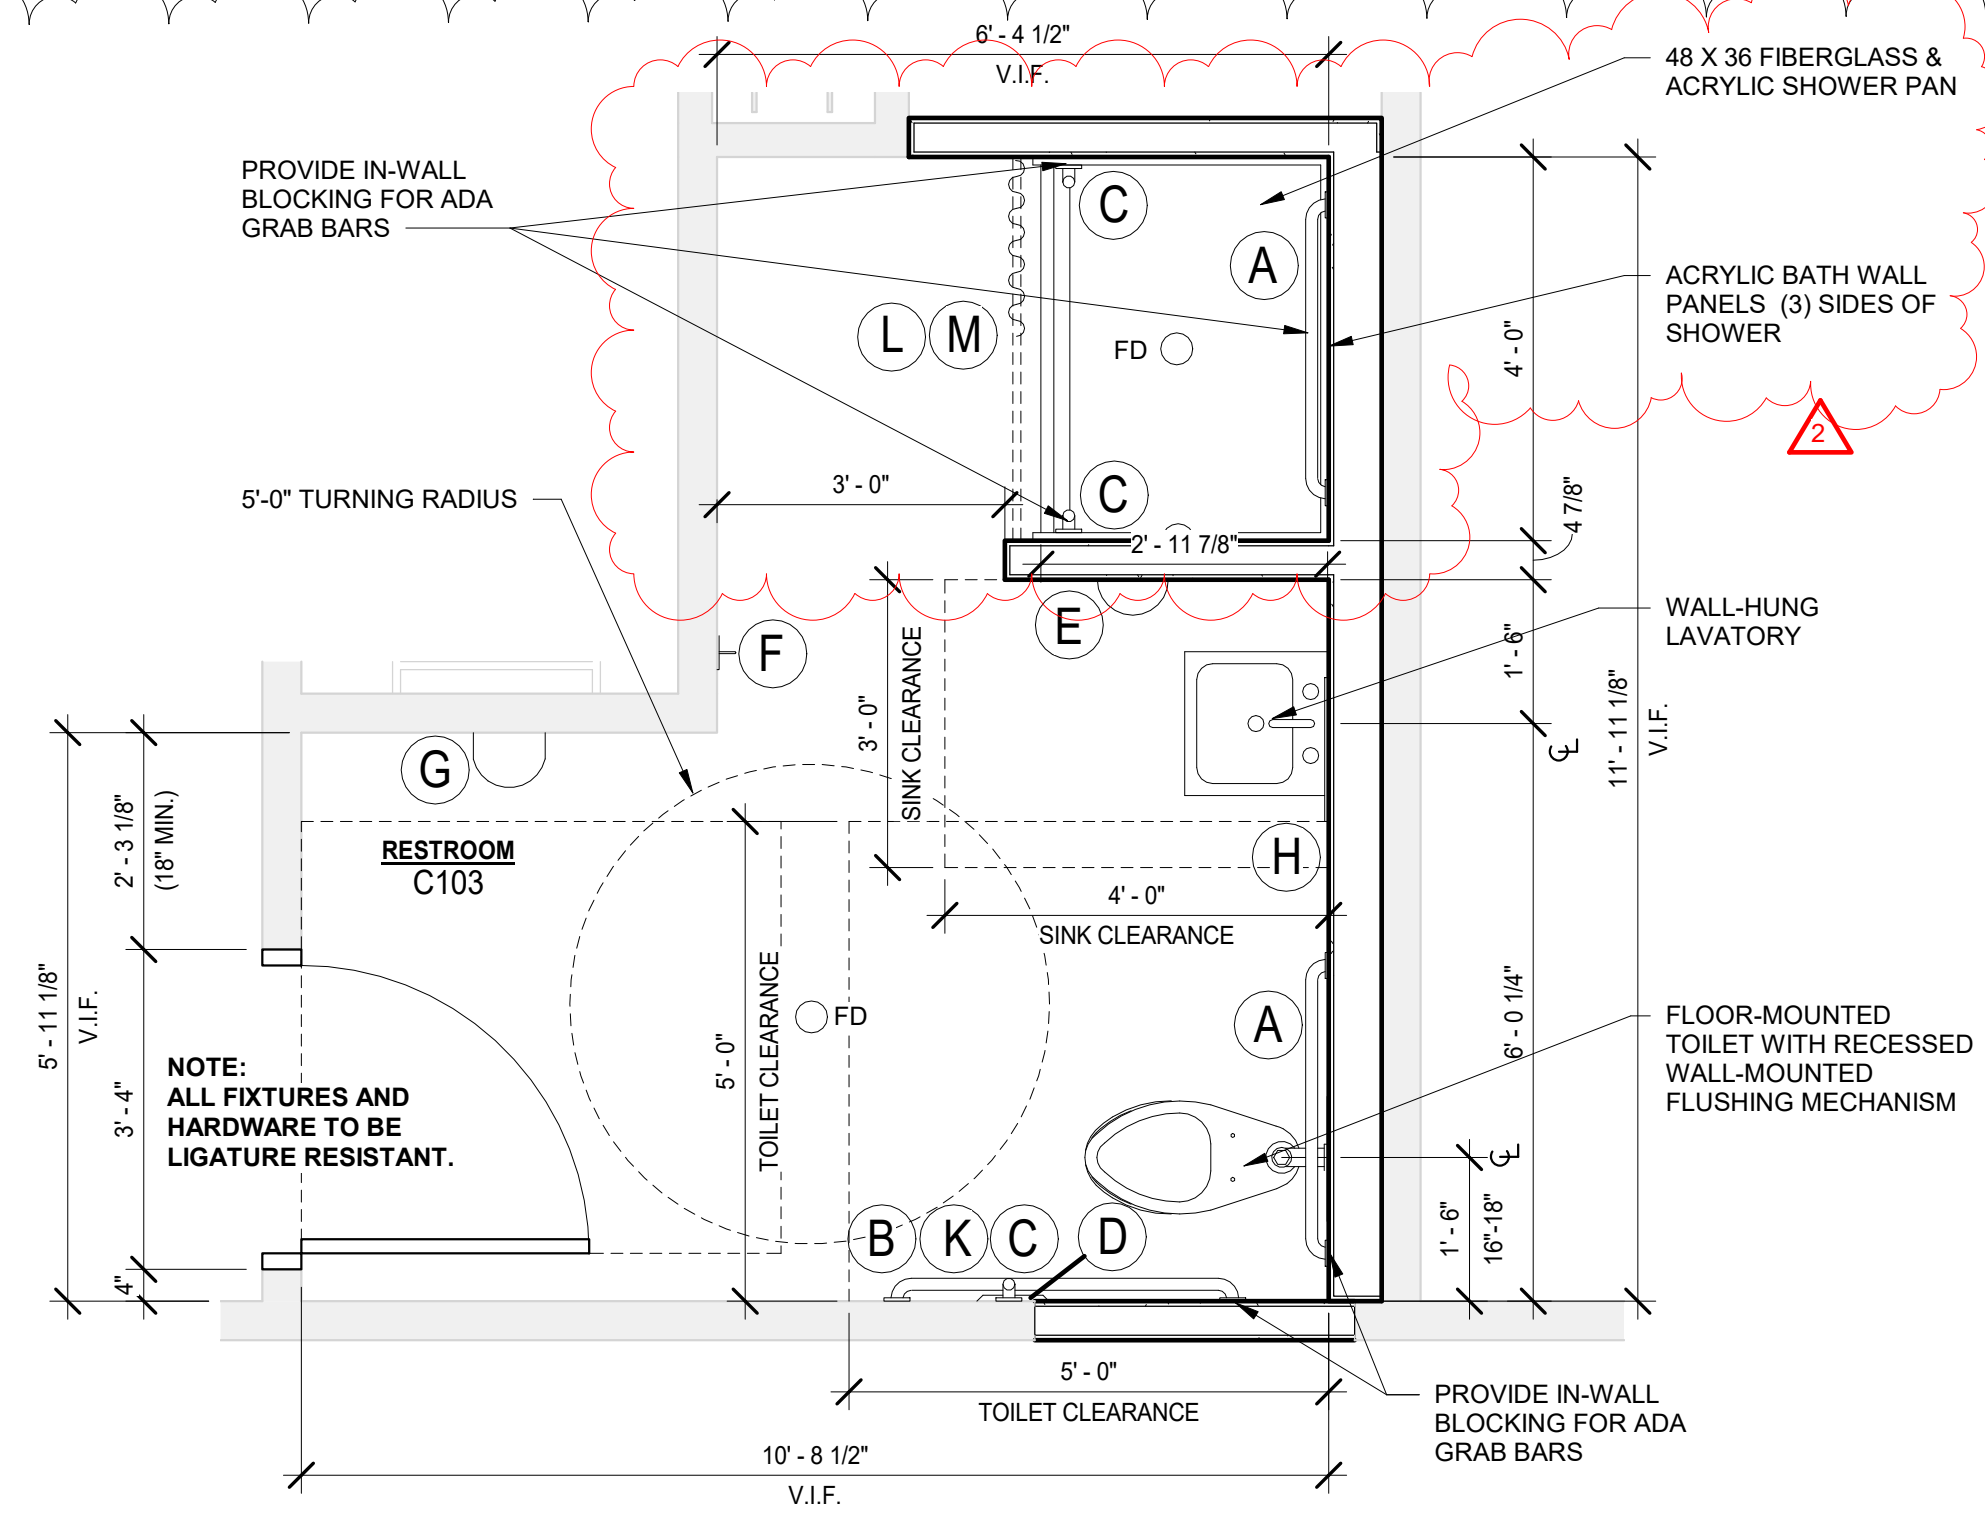 6' - 4 1/2"
V.I.F.
48 X 36 FIBERGLASS &
ACRYLIC SHOWER PAN
PROVIDE IN-WALL
BLOCKING FOR ADA
GRAB BARS
C
A
ACRYLIC BATH WALL
PANELS (3) SIDES OF
SHOWER
L
M
FD
4' - 0"
2
3' - 0"
C
5'-0" TURNING RADIUS
4 7/8"
2' - 11 7/8"
E
F
WALL-HUNG
LAVATORY
1' - 6"
3' - 0"
SINK CLEARANCE
11' - 11 1/8"
V.I.F.
CL
G
2' - 3 1/8"
(18" MIN.)
RESTROOM
C103
H
4' - 0"
SINK CLEARANCE
5' - 11 1/8"
V.I.F.
FD
A
6' - 0 1/4"
FLOOR-MOUNTED
TOILET WITH RECESSED
WALL-MOUNTED
FLUSHING MECHANISM
5' - 0"
TOILET CLEARANCE
3' - 4"
NOTE:
ALL FIXTURES AND
HARDWARE TO BE
LIGATURE RESISTANT.
CL
1' - 6"
16"-18"
B
K
C
D
4"
5' - 0"
TOILET CLEARANCE
PROVIDE IN-WALL
BLOCKING FOR ADA
GRAB BARS
10' - 8 1/2"
V.I.F.